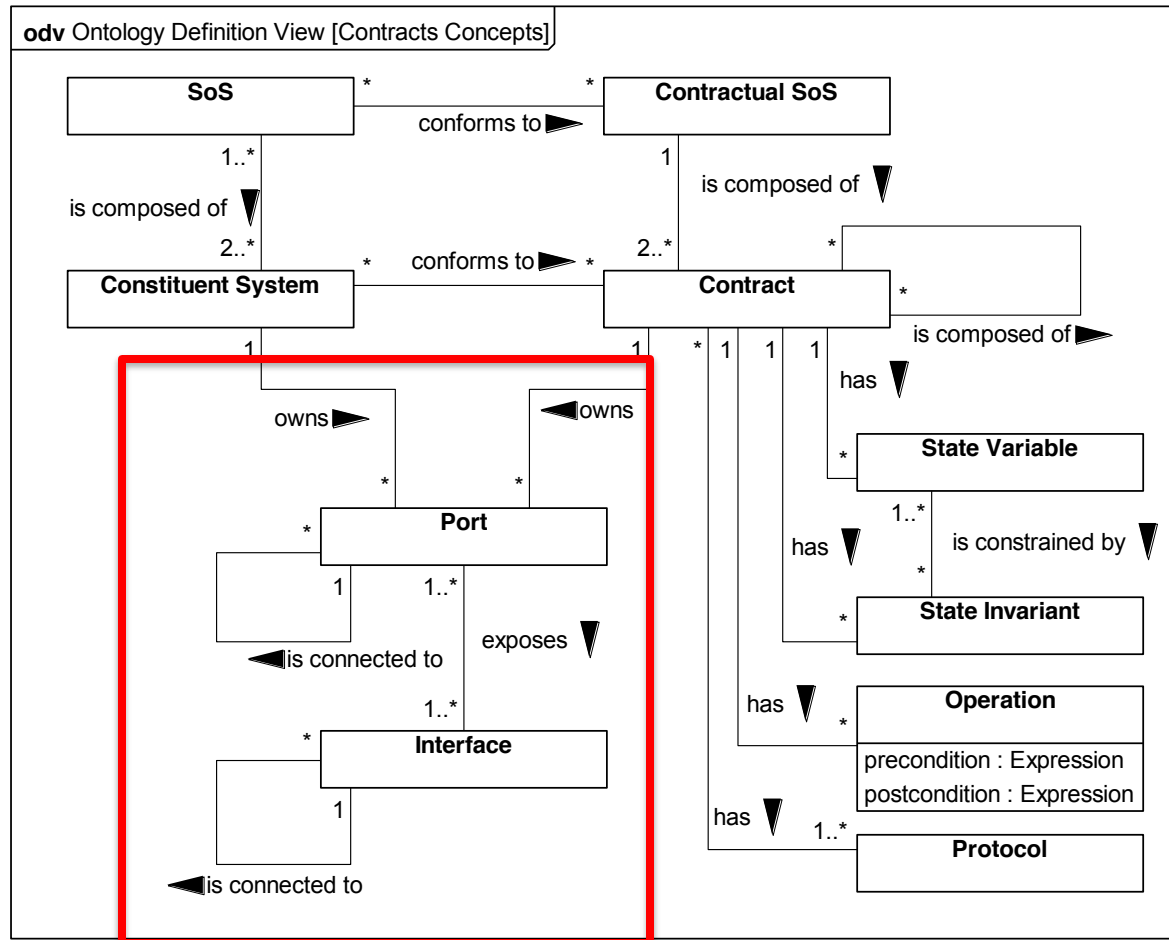 odv Ontology Definition View [Contracts Concepts]
SoS
*
*
Contractual SoS
conforms to
1..*
1
is composed of
is composed of
2..*
2..*
*
Constituent System
*
conforms to
*
Contract
*
is composed of
1
1
*
1
1
1
has
owns
owns
*
*
*
State Variable
Port
*
1..*
1
1..*
has
is constrained by
*
exposes
*
State Invariant
is connected to
1..*
has
*
Operation
*
Interface
precondition : Expression
postcondition : Expression
1
has
1..*
Protocol
is connected to